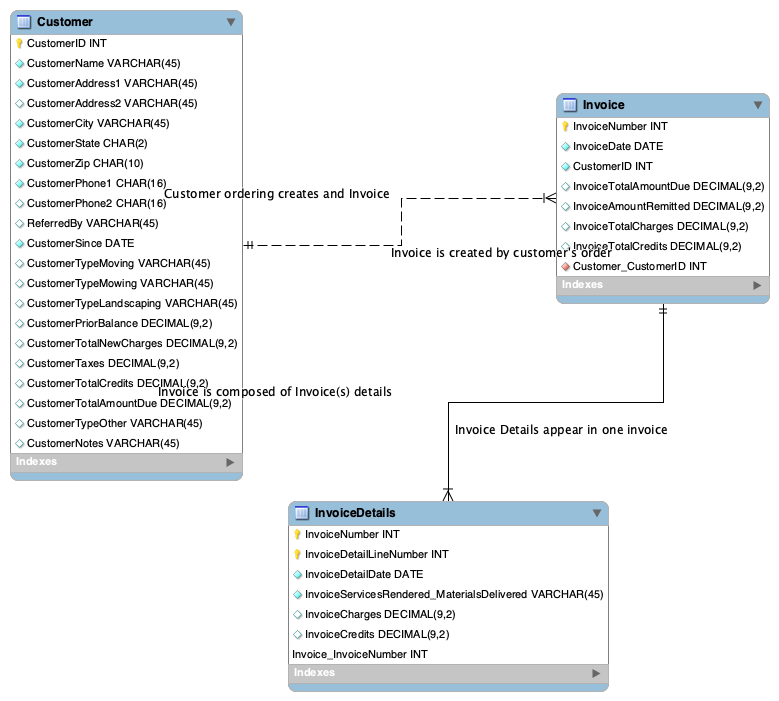 Customer
CustomerID INT
CustomerName VARCHAR(45)
CustomerAddress1 VARCHAR(45)
CustomerAddress2 VARCHAR(45)
CustomerCity VARCHAR(45)
CustomerState CHAR(2)
CustomerZip CHAR(10)
CustomerPhone1 CHAR(16)
CustomerPhone2 CHAR(16)
ReferredBy VARCHAR(45)
CustomerSince DATE
CustomerTypeMoving VARCHAR(45)
CustomerTypeMowing VARCHAR(45)
CustomerTypeLandscaping VARCHAR(45)
CustomerPriorBalance DECIMAL(9,2)
CustomerTotalNewCharges DECIMAL(9,2)
CustomerTaxes DECIMAL(9,2)
CustomerTotalCredits DECIMAL(9,2)
CustomerTotalAmountDue DECIMAL(9,2)
CustomerTypeOther VARCHAR(45)
CustomerNotes VARCHAR(45)
Indexes
Customer ordering creates and Invoice
Invoice is created by customer's order
Invoice
InvoiceNumber INT
InvoiceDate DATE
CustomerID INT
InvoiceTotalAmountDue DECIMAL(9,2)
InvoiceAmountRemitted DECIMAL(9,2)
InvoiceTotalCharges DECIMAL(9,2)
InvoiceTotalCredits DECIMAL(9,2)
Customer_CustomerID INT
Indexes
Invoice is composed of Invoice(s) details
Invoice Details appear in one invoice
InvoiceDetails
InvoiceNumber INT
InvoiceDetailLineNumber INT
InvoiceDetailDate DATE
InvoiceServicesRendered_MaterialsDelivered VARCHAR(45)
InvoiceCharges DECIMAL(9,2)
InvoiceCredits DECIMAL(9,2)
Invoice_InvoiceNumber INT
Indexes